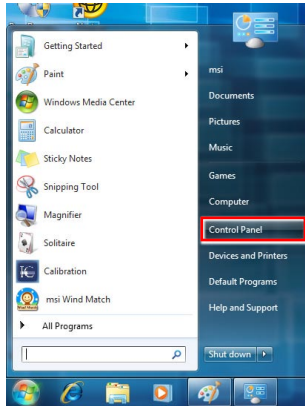 Getting Started
Paint
Windows Media Center
Calculator
Sticky Notes
Snipping Tool
Magnifier
Solitaire
Calibration
msi Wind Match
All Programs
msi
Documents
Pictures
Music
Games
Computer
Control Panel
Devices and Printers
Default Programs
Help and Support
Shut down